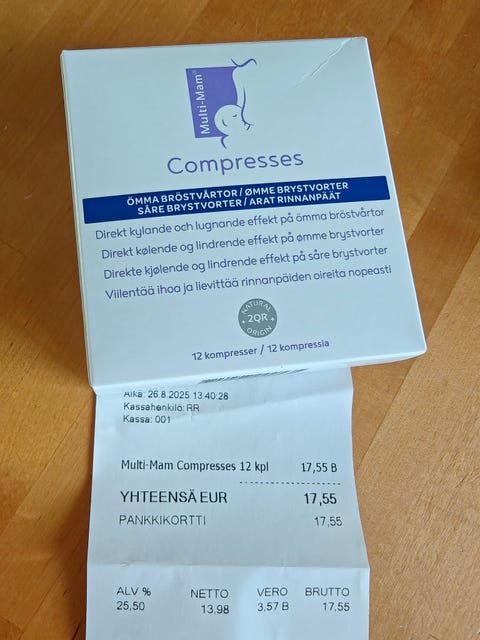 Multi-Mam®
Compresses
ÖMMA BRÖSTVÅRTOR / ØMME BRYSTVORTER
SÅRE BRYSTVORTER / ARAT RINNANPÄÄT
Direkt kylande och lugnande effekt på ömma bröstvårtor
Direkt kølende og lindrende effekt på ømme brystvorter
Direkte kjølende og lindrende effekt på såre brystvorter
Viilentää ihoa ja lievittää rinnanpäiden oireita nopeasti
NATURAL
+ 2QR +
ORIGIN
12 kompresser / 12 kompressia
Aika: 26.8.2025 13:40:28
Kassahenkilö: RR
Kassa: 001
Multi-Mam Compresses 12 kpl 17,55 B
YHTEENSÄ EUR 17,55
PANKKIKORTTI 17,55
ALV % NETTO VERO BRUTTO
25,50 13,98 3,57 B 17,55